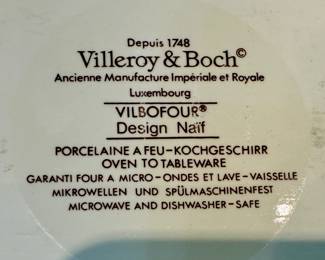 Depuis 1748
Villeroy & Boch©
Ancienne Manufacture Impériale et Royale
Luxembourg
VILBOFOUR®
Design Naïf
PORCELAINE A FEU-KOCHGESCHIRR
OVEN TO TABLEWARE
GARANTI FOUR A MICRO-ONDES ET LAVE-VAISSELLE
MIKROWELLEN UND SPÜLMASCHINENFEST
MICROWAVE AND DISHWASHER-SAFE